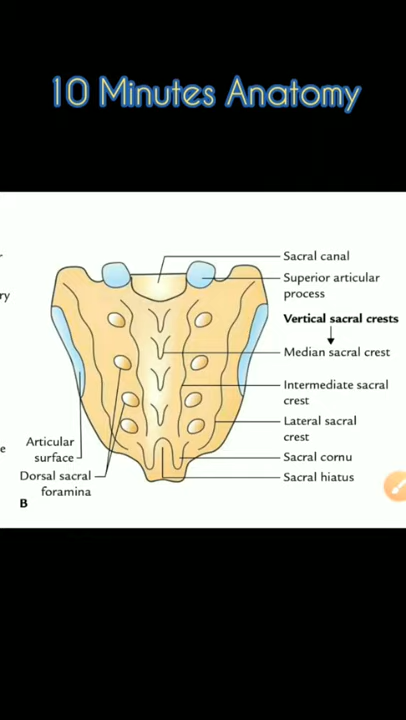 10 Minutes Anatomy
r
ry
e
Sacral canal
Superior articular
process
Vertical sacral crests
Median sacral crest
Intermediate sacral
crest
Lateral sacral
crest
Sacral cornu
Sacral hiatus
Articular
surface
Dorsal sacral
foramina
B